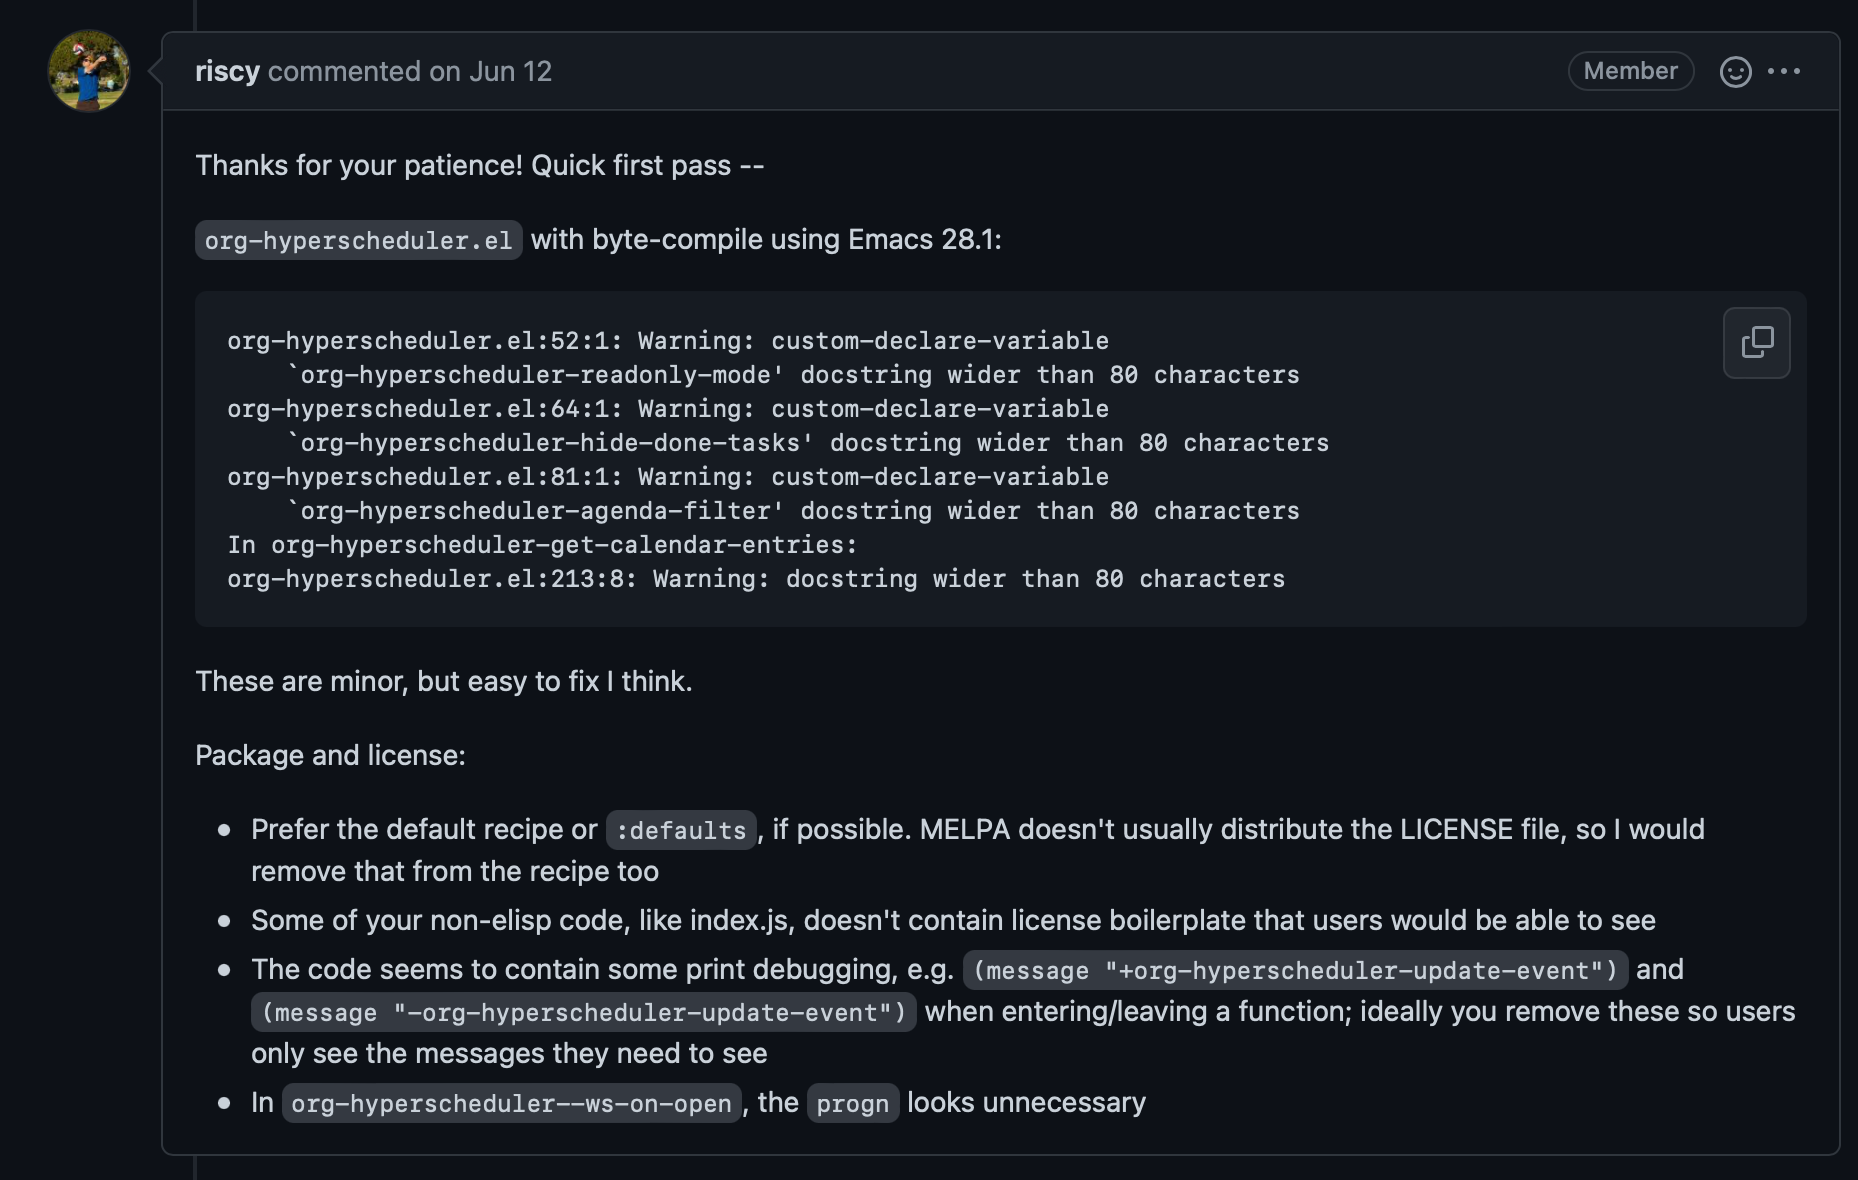 riscy commented on Jun 12
Member
Thanks for your patience! Quick first pass --
org-hyperscheduler.el with byte-compile using Emacs 28.1:
org-hyperscheduler.el:52:1: Warning: custom-declare-variable
`org-hyperscheduler-readonly-mode' docstring wider than 80 characters
org-hyperscheduler.el:64:1: Warning: custom-declare-variable
`org-hyperscheduler-hide-done-tasks' docstring wider than 80 characters
org-hyperscheduler.el:81:1: Warning: custom-declare-variable
`org-hyperscheduler-agenda-filter' docstring wider than 80 characters
In org-hyperscheduler-get-calendar-entries:
org-hyperscheduler.el:213:8: Warning: docstring wider than 80 characters
These are minor, but easy to fix I think.
Package and license:
Prefer the default recipe or :defaults, if possible. MELPA doesn't usually distribute the LICENSE file, so I would
remove that from the recipe too
Some of your non-elisp code, like index.js, doesn't contain license boilerplate that users would be able to see
The code seems to contain some print debugging, e.g. (message "+org-hyperscheduler-update-event") and
(message "-org-hyperscheduler-update-event") when entering/leaving a function; ideally you remove these so users
only see the messages they need to see
In org-hyperscheduler--ws-on-open, the progn looks unnecessary